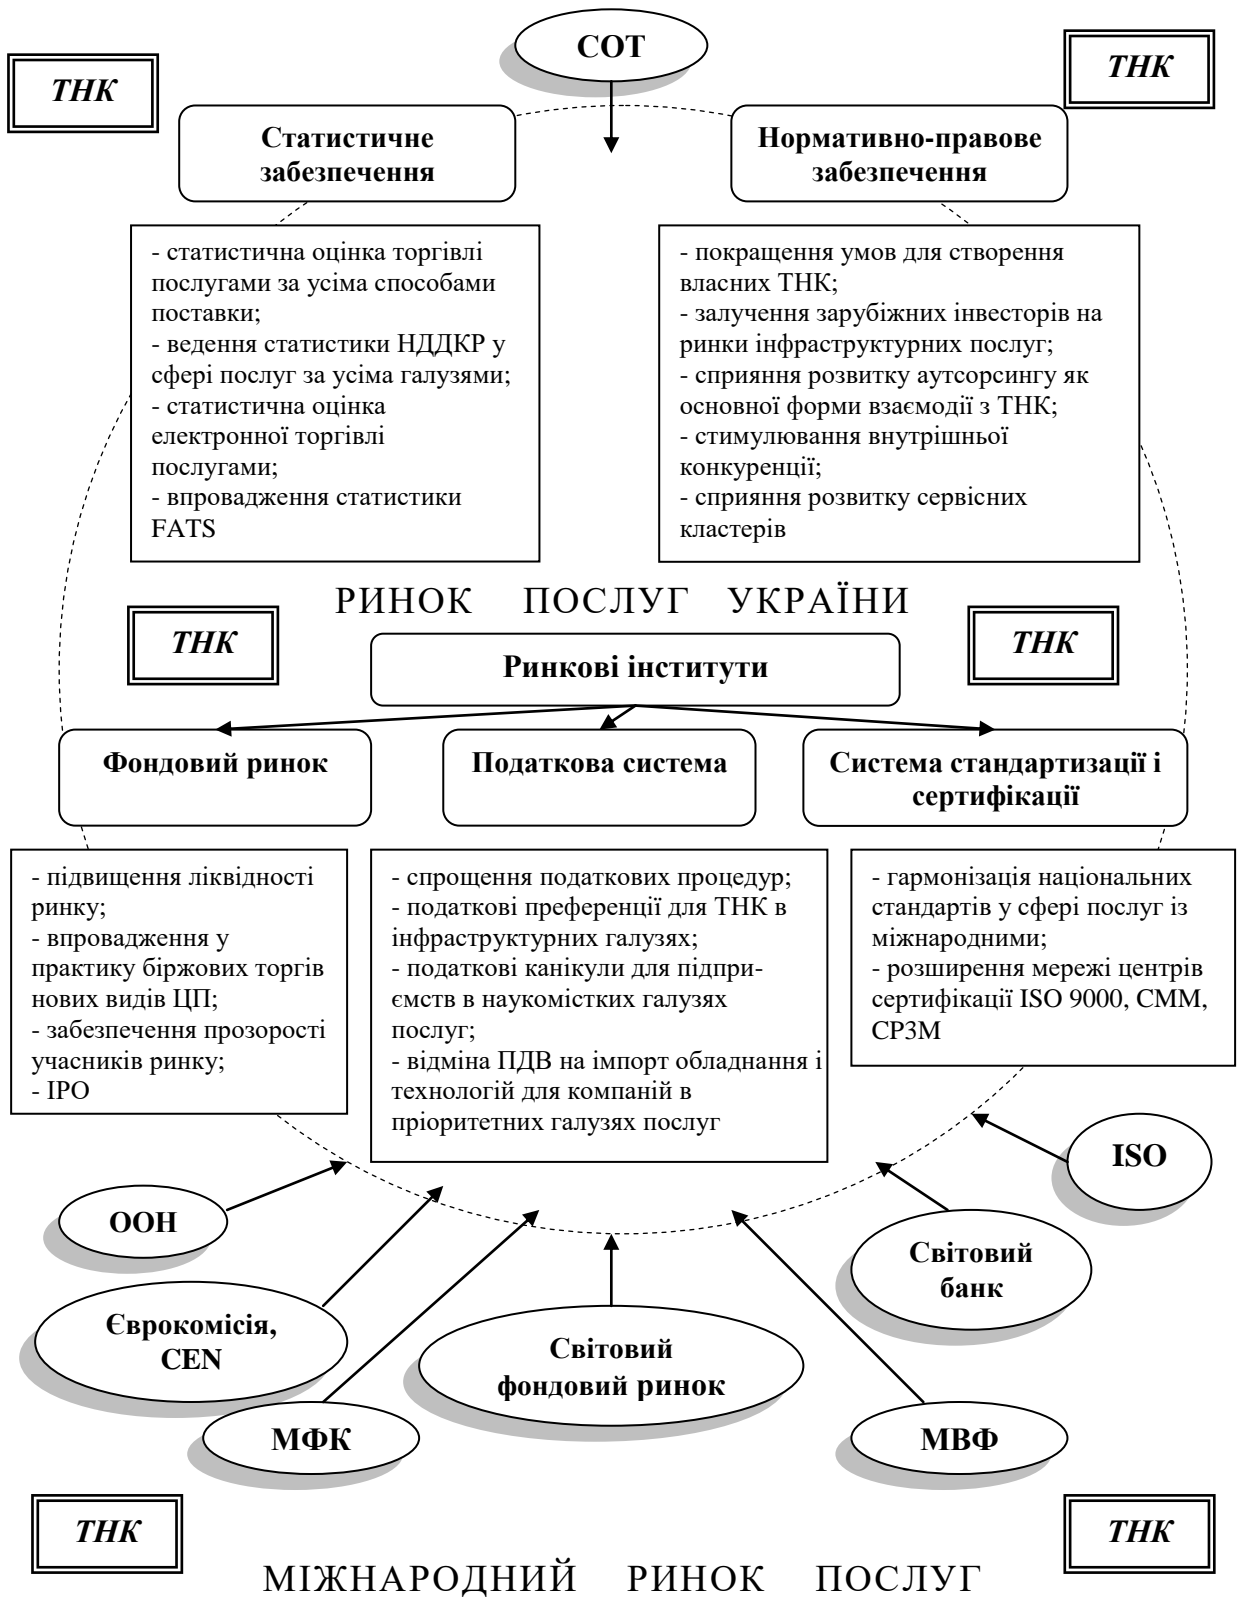 СОТ
ТНК
ТНК
Статистичне
забезпечення
Нормативно-правове
забезпечення
- статистична оцінка торгівлі
послугами за усіма способами
поставки;
- ведення статистики НДДКР у
сфері послуг за усіма галузями;
- статистична оцінка
електронної торгівлі
послугами;
- впровадження статистики
FATS
- покращення умов для створення
власних ТНК;
- залучення зарубіжних інвесторів на
ринки інфраструктурних послуг;
- сприяння розвитку аутсорсингу як
основної форми взаємодії з ТНК;
- стимулювання внутрішньої
конкуренції;
- сприяння розвитку сервісних
кластерів
РИНОК ПОСЛУГ УКРАЇНИ
ТНК
ТНК
Ринкові інститути
Фондовий ринок
Податкова система
Система стандартизації і
сертифікації
- підвищення ліквідності
ринку;
- впровадження у
практику біржових торгів
нових видів ЦП;
- забезпечення прозорості
учасників ринку;
- IPO
- спрощення податкових процедур;
- податкові преференції для ТНК в
інфраструктурних галузях;
- податкові канікули для підпри-
ємств в наукомістких галузях
послуг;
- відміна ПДВ на імпорт обладнання і
технологій для компаній в
пріоритетних галузях послуг
- гармонізація національних
стандартів у сфері послуг із
міжнародними;
- розширення мережі центрів
сертифікації ISO 9000, CMM,
CP3M
ISO
ООН
Світовий
банк
Єврокомісія,
CEN
Світовий
фондовий ринок
МФК
МВФ
ТНК
ТНК
МІЖНАРОДНИЙ РИНОК ПОСЛУГ